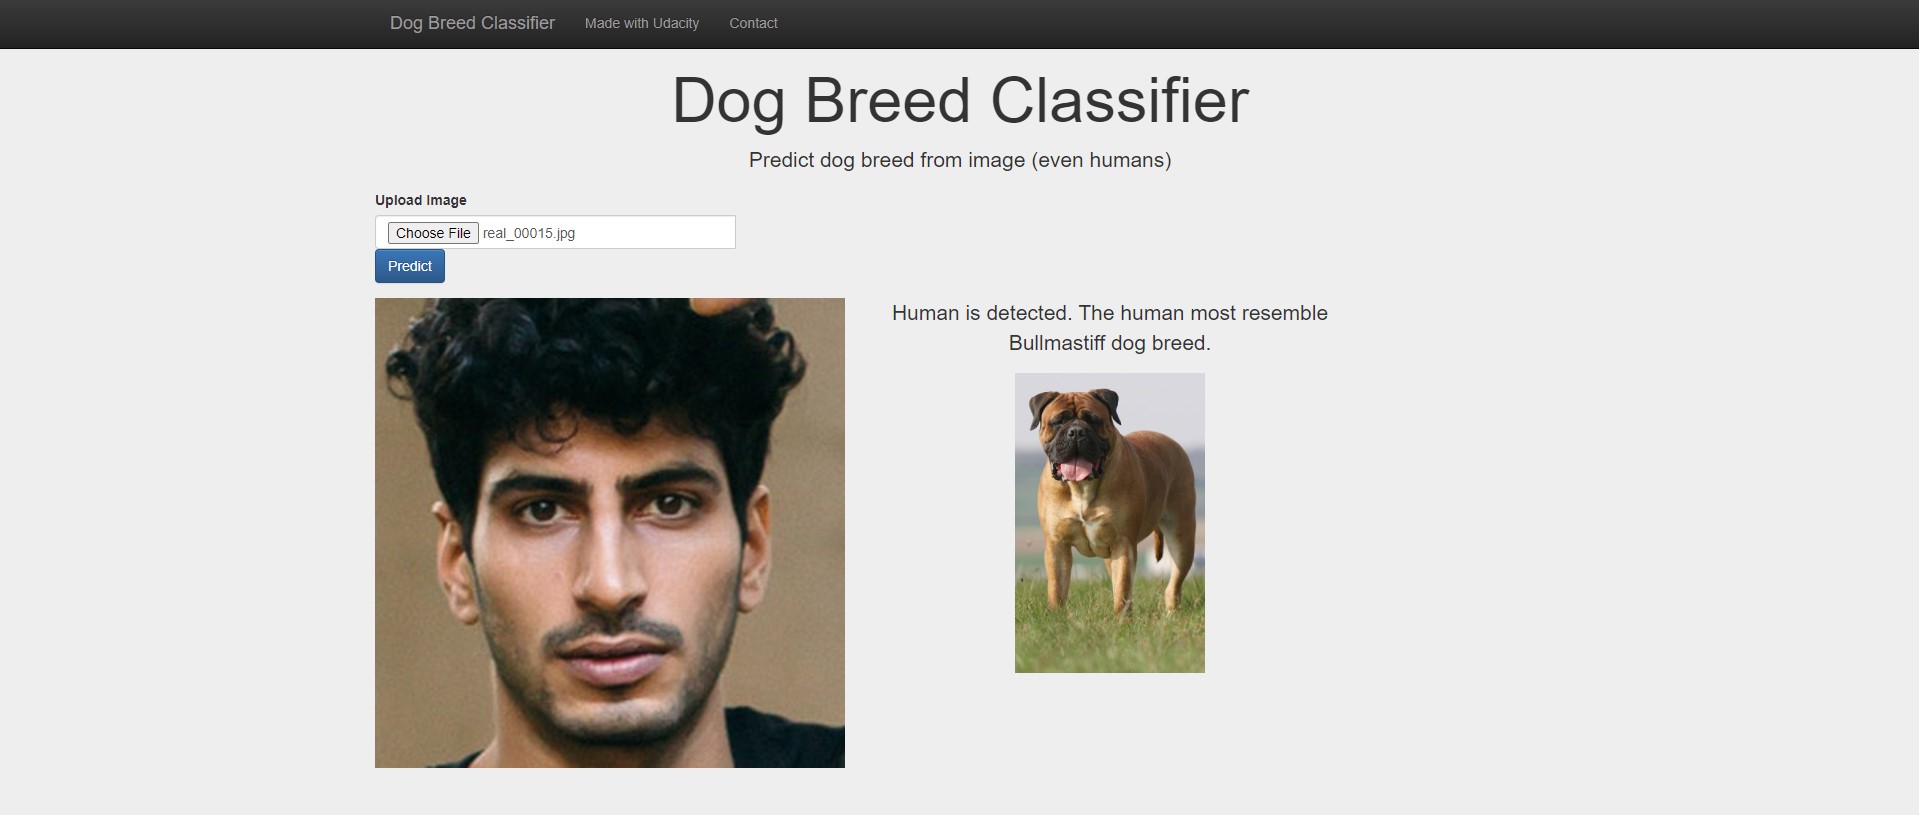 Dog Breed Classifier Made with Udacity Contact
Dog Breed Classifier
Predict dog breed from image (even humans)
Upload Image
Choose File real_00015.jpg
Predict
Human is detected. The human most resemble
Bullmastiff dog breed.